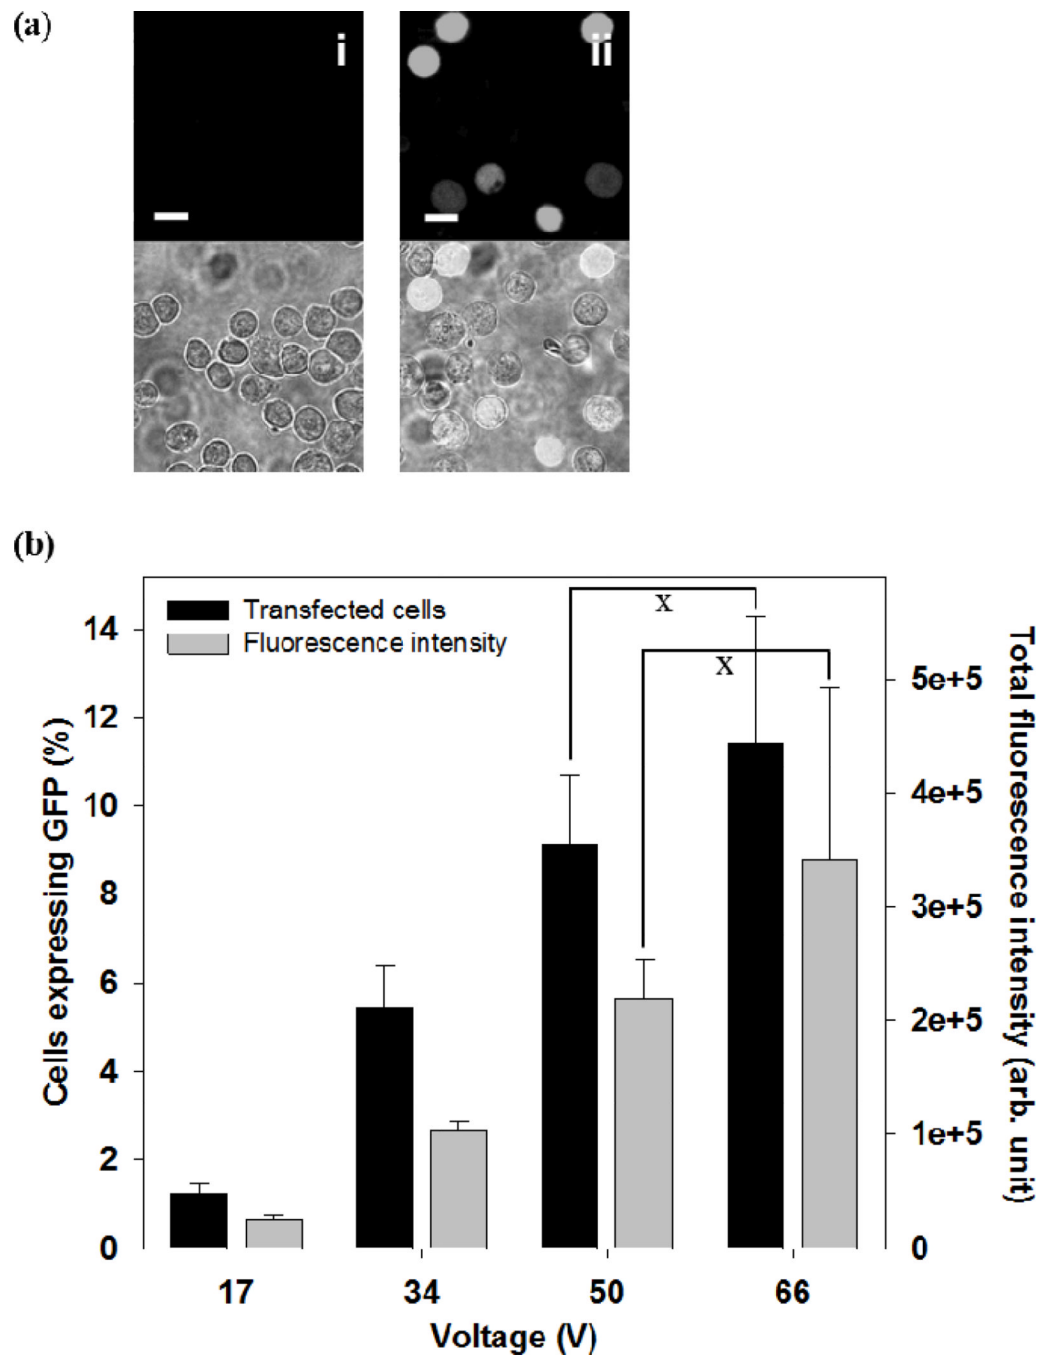 (a)
i
ii
(b)
Transfected cells
Fluorescence intensity
x
x
14
12
10
8
6
4
2
0
Cells expressing GFP (%)
5e+5
4e+5
3e+5
2e+5
1e+5
0
Total fluorescence intensity (arb. unit)
17
34
50
66
Voltage (V)